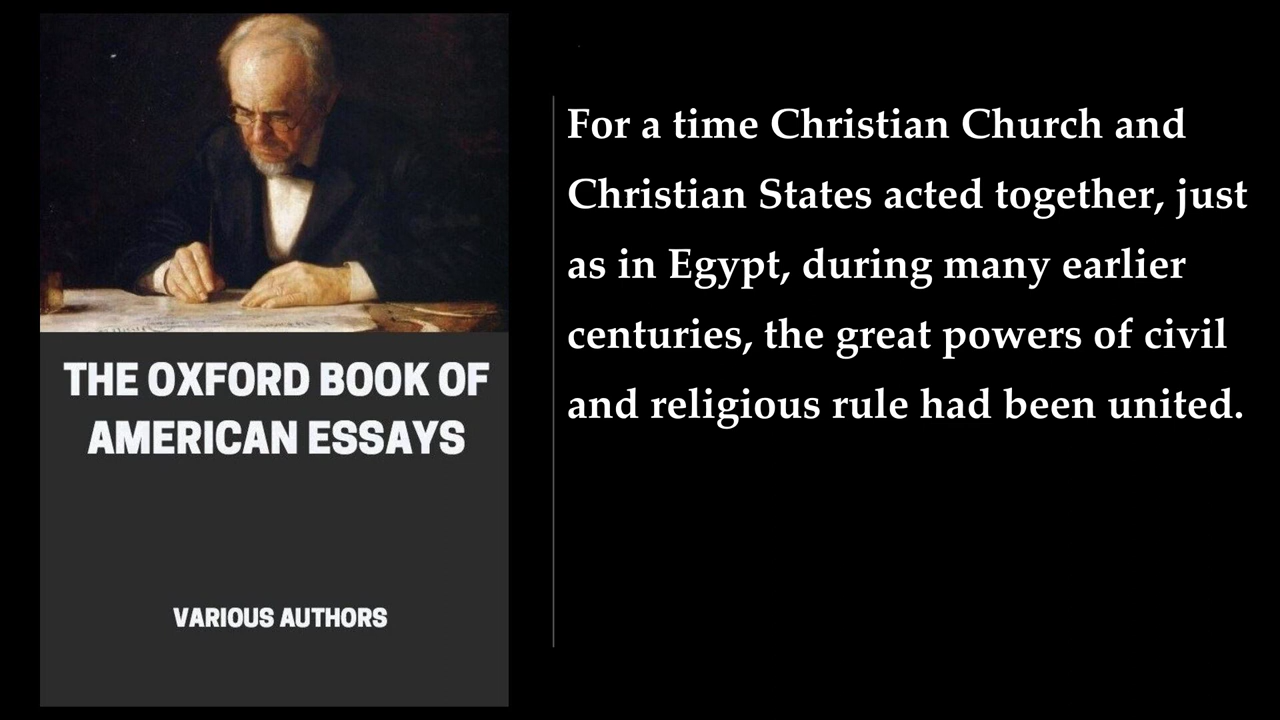 THE OXFORD BOOK OF
AMERICAN ESSAYS
VARIOUS AUTHORS
For a time Christian Church and
Christian States acted together, just
as in Egypt, during many earlier
centuries, the great powers of civil
and religious rule had been united.